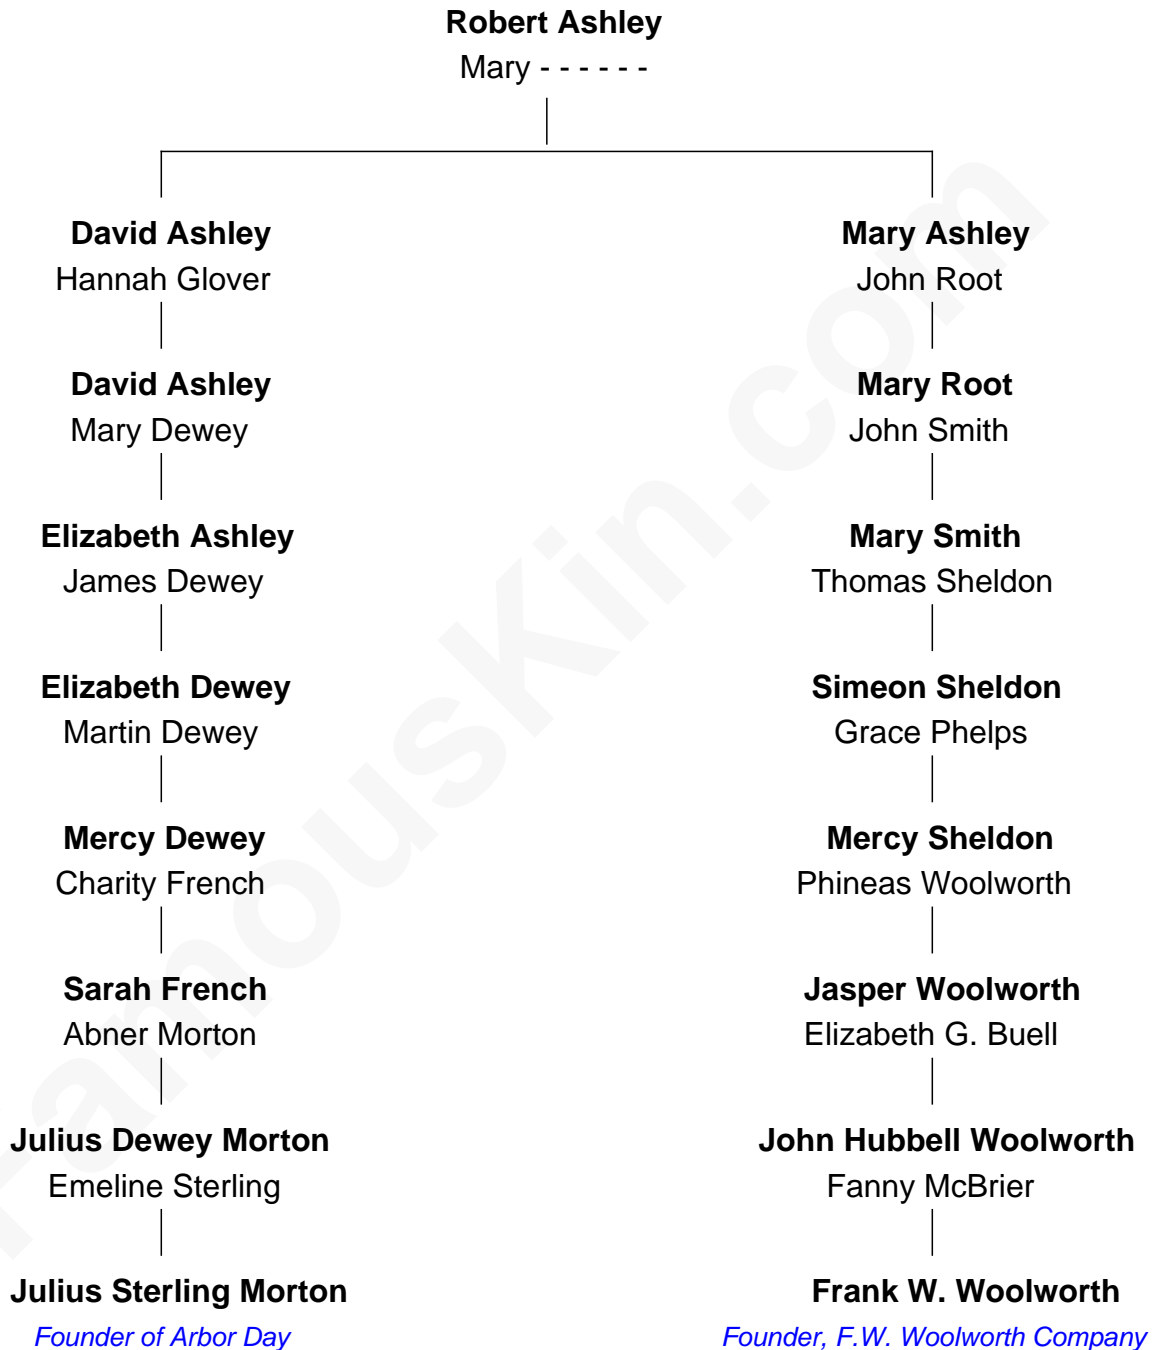 Robert Ashley
Mary - - - - - -
David Ashley
Hannah Glover
Mary Ashley
John Root
David Ashley
Mary Dewey
Mary Root
John Smith
Elizabeth Ashley
James Dewey
Mary Smith
Thomas Sheldon
Elizabeth Dewey
Martin Dewey
Simeon Sheldon
Grace Phelps
Mercy Dewey
Charity French
Mercy Sheldon
Phineas Woolworth
Sarah French
Abner Morton
Jasper Woolworth
Elizabeth G. Buell
Julius Dewey Morton
Emeline Sterling
John Hubbell Woolworth
Fanny McBrier
Julius Sterling Morton
Founder of Arbor Day
Frank W. Woolworth
Founder, F.W. Woolworth Company
FamousKin.com